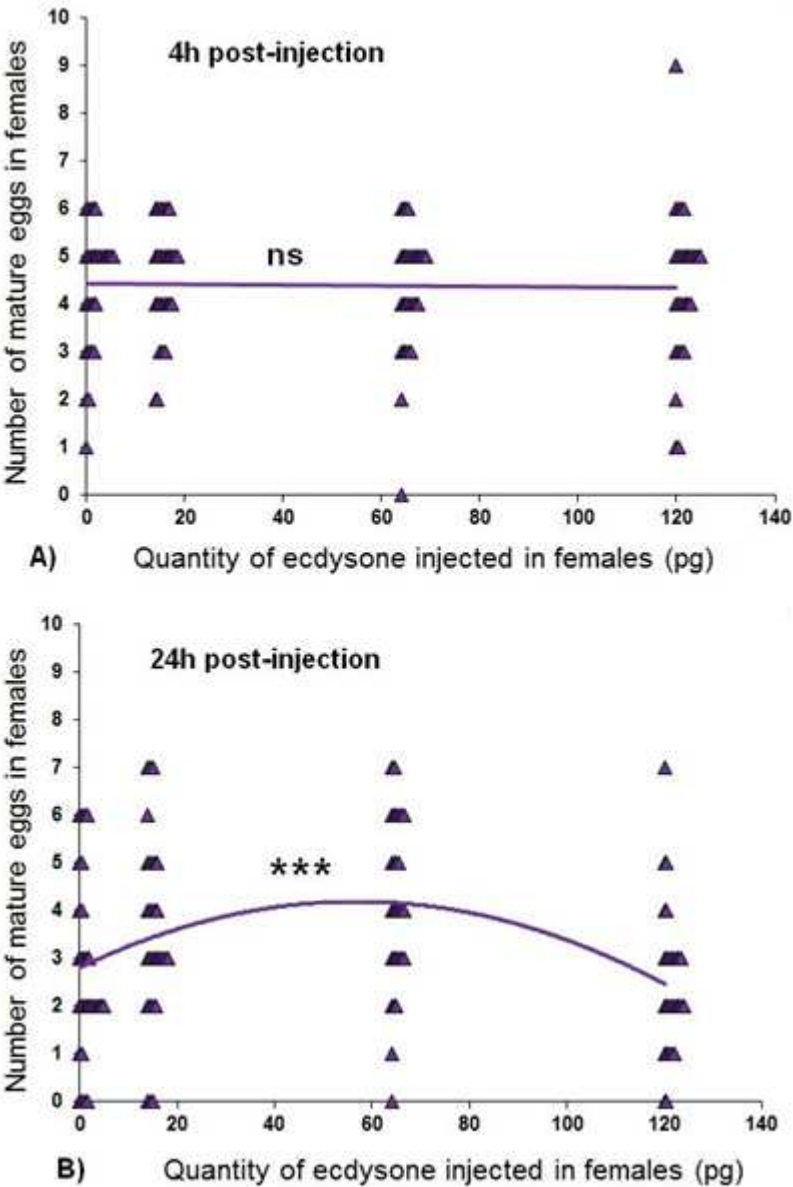 10
4h post-injection
9
8
7
6
5
ns
4
3
2
1
0
0 20 40 60 80 100 120 140
Number of mature eggs in females
A) Quantity of ecdysone injected in females (pg)
10
24h post-injection
9
8
7
6
5
***
4
3
2
1
0
0 20 40 60 80 100 120 140
Number of mature eggs in females
B) Quantity of ecdysone injected in females (pg)